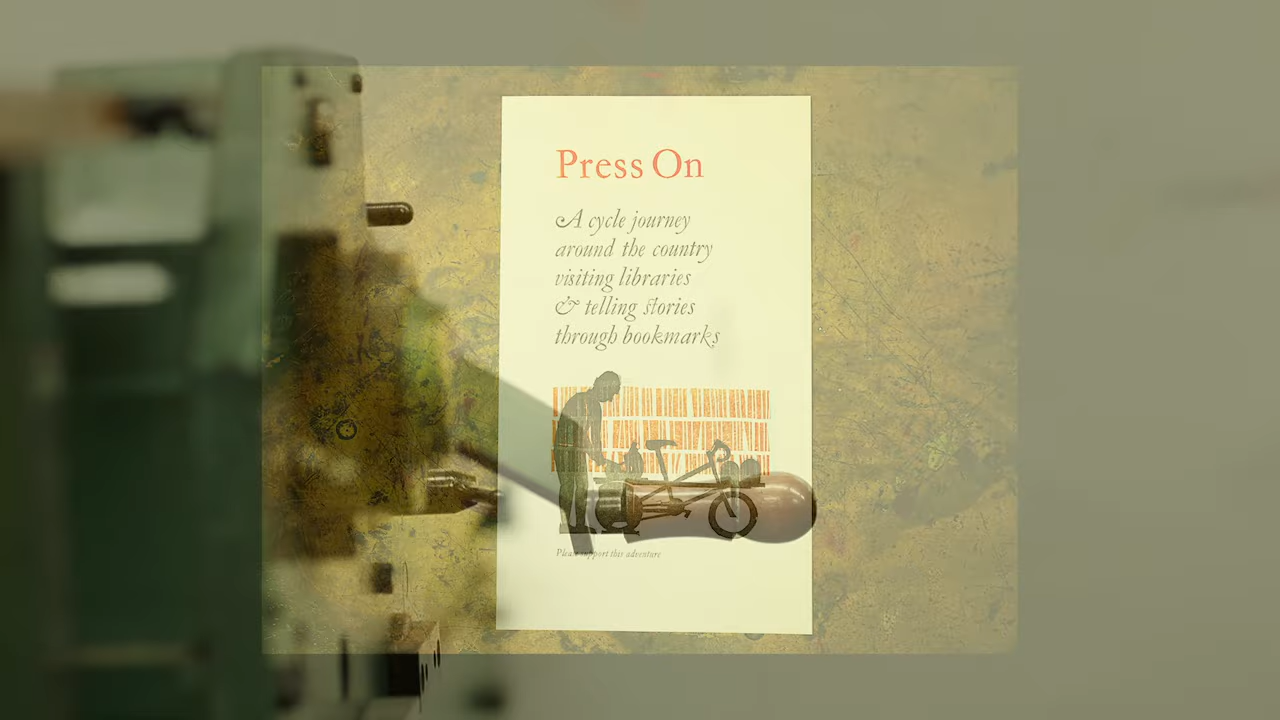 Press On
A cycle journey
around the country
visiting libraries
& telling stories
through bookmarks
Please support this adventure